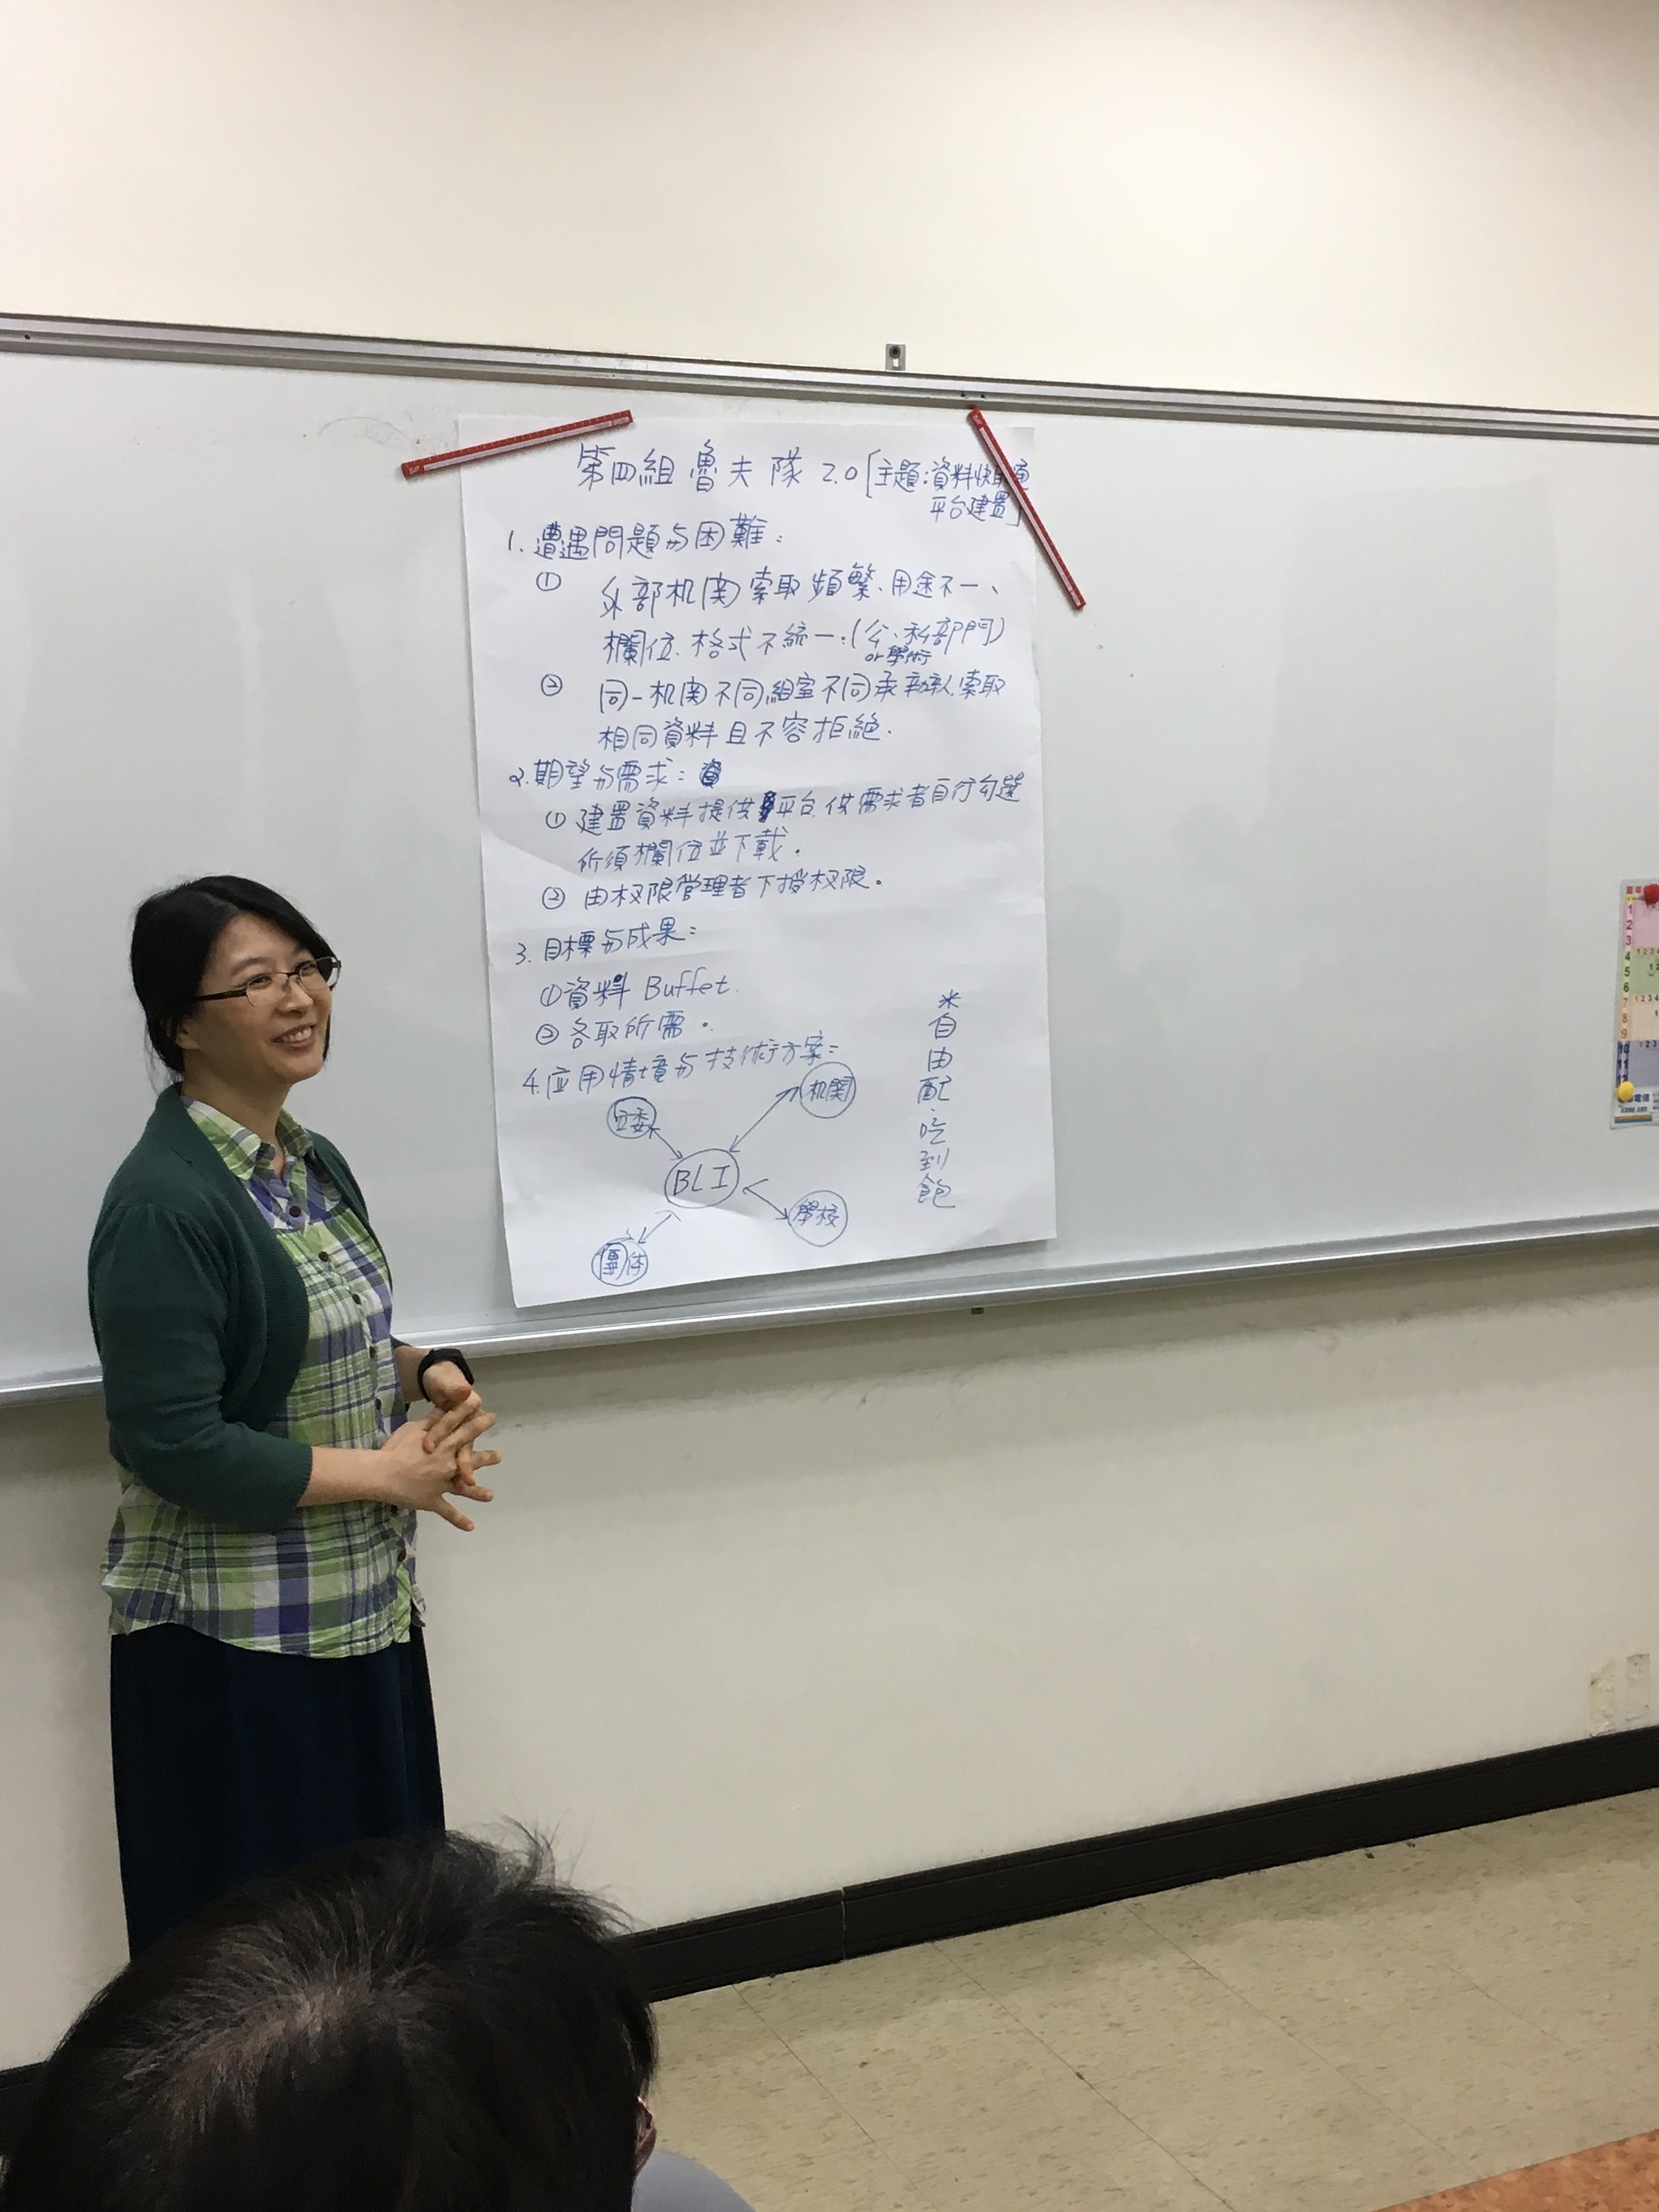 第四組 魯夫隊 2.0 [主題:資料快取
平台建置]
1. 遭遇問題与困難:
① 外部机関索取頻繁、用途不一、
欄位、格式不統一.(公、私部門)
or 學術
② 同一机関不同組室不同承辦人索取
相同資料且不容拒絶.
2. 期望与需求:
① 建置資料提供平台,供需求者自行勾選
所須欄位並下載.
② 由权限管理者下授权限.
3. 目標与成果:
① 資料 Buffet.
② 各取所需.
4. 应用情境与技術方案:
立委
机関
BLI
學校
團体
*自由配.吃到飽